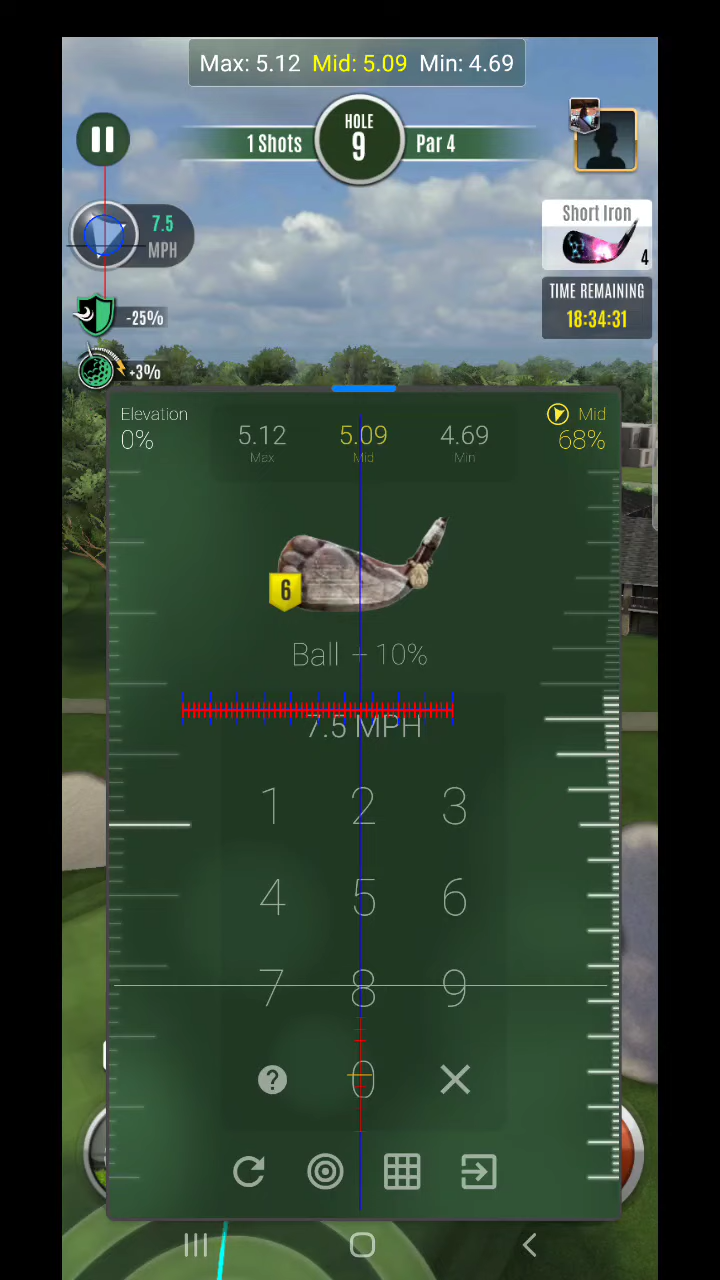 Max: 5.12 Mid: 5.09 Min: 4.69
HOLE
9
1 Shots
Par 4
7.5
MPH
Short Iron
4
TIME REMAINING
18:34:31
-25%
+3%
Elevation
0%
5.12
Max
5.09
Mid
4.69
Min
Mid
68%
6
Ball + 10%
7.5 MPH
1 2 3
4 5 6
7 8 9
? 0